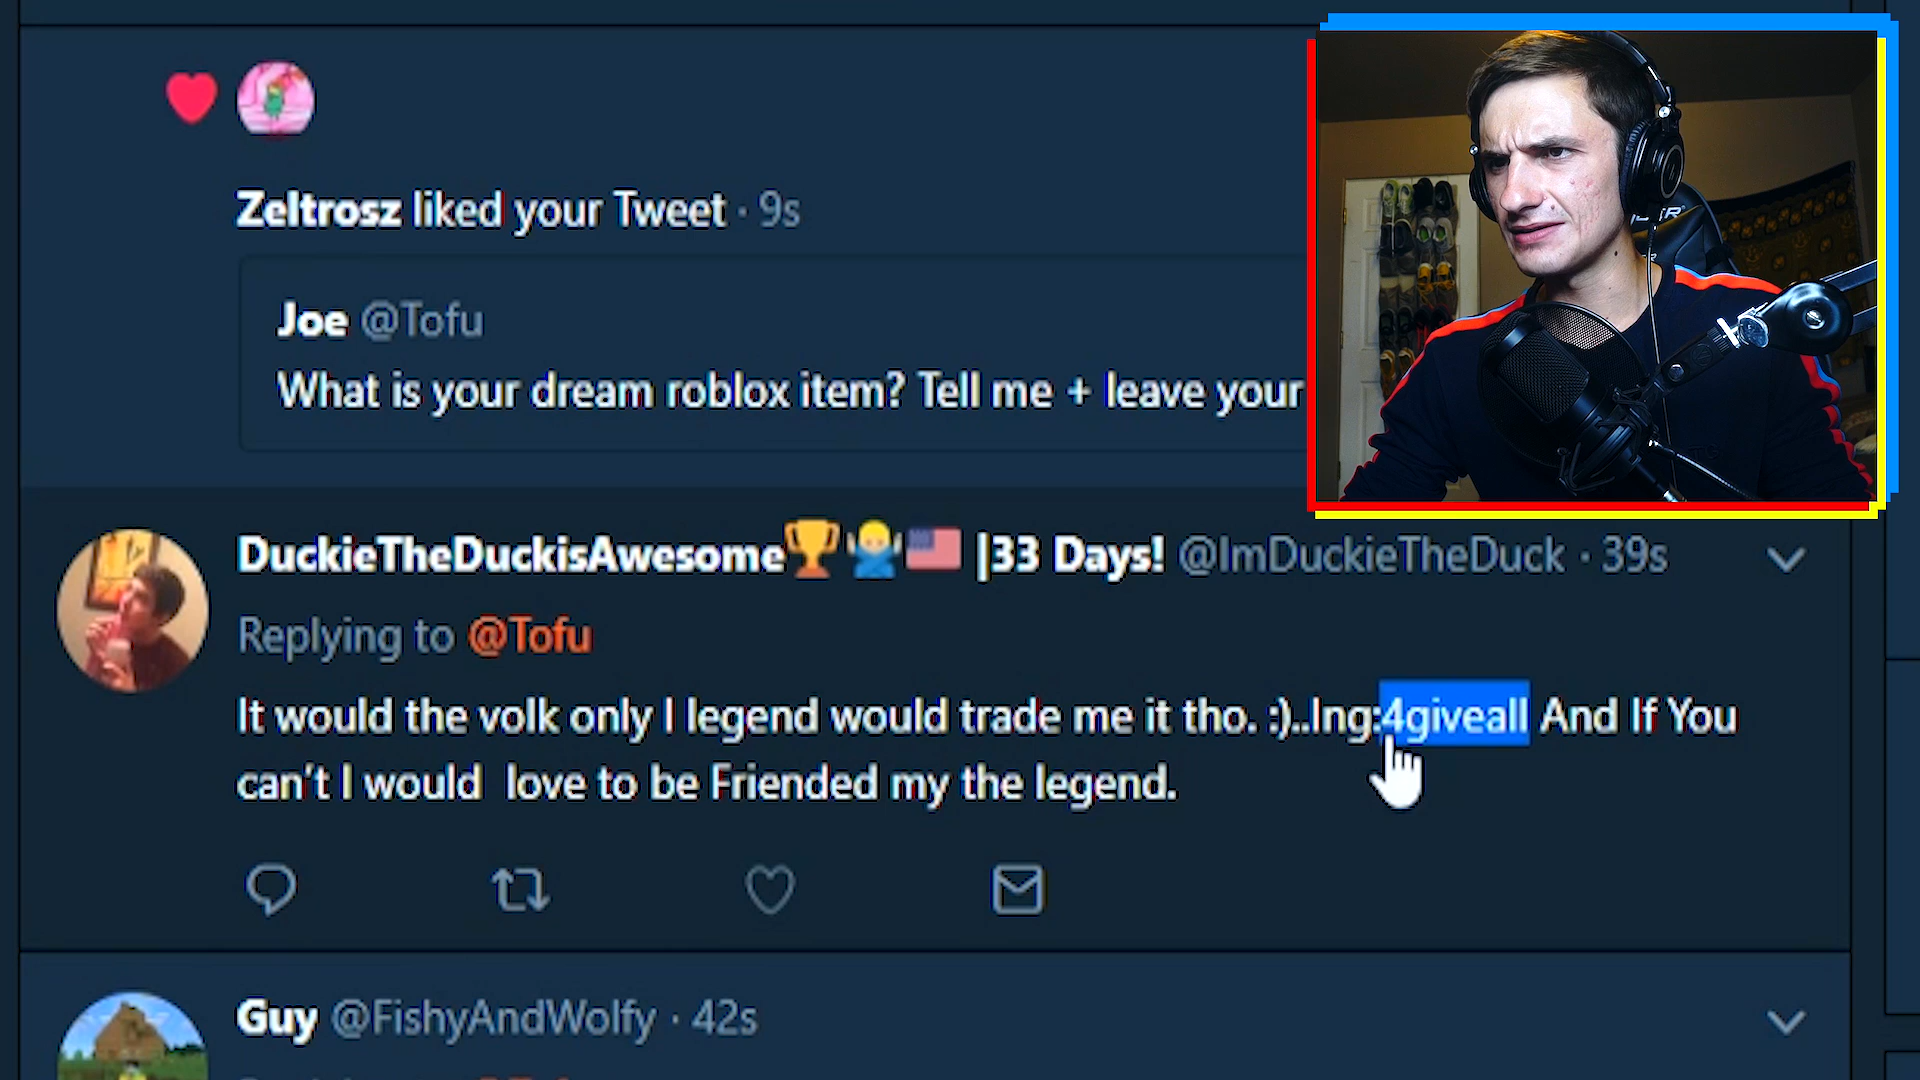 Zeltrosz liked your Tweet · 9s
Joe @Tofu
What is your dream roblox item? Tell me + leave your
DuckieTheDuckisAwesome🏆🙅🇺🇸 |33 Days! @ImDuckieTheDuck · 39s
Replying to @Tofu
It would the volk only I legend would trade me it tho. :)..Ing:4giveall And If You
can’t I would love to be Friended my the legend.
Guy @FishyAndWolfy · 42s